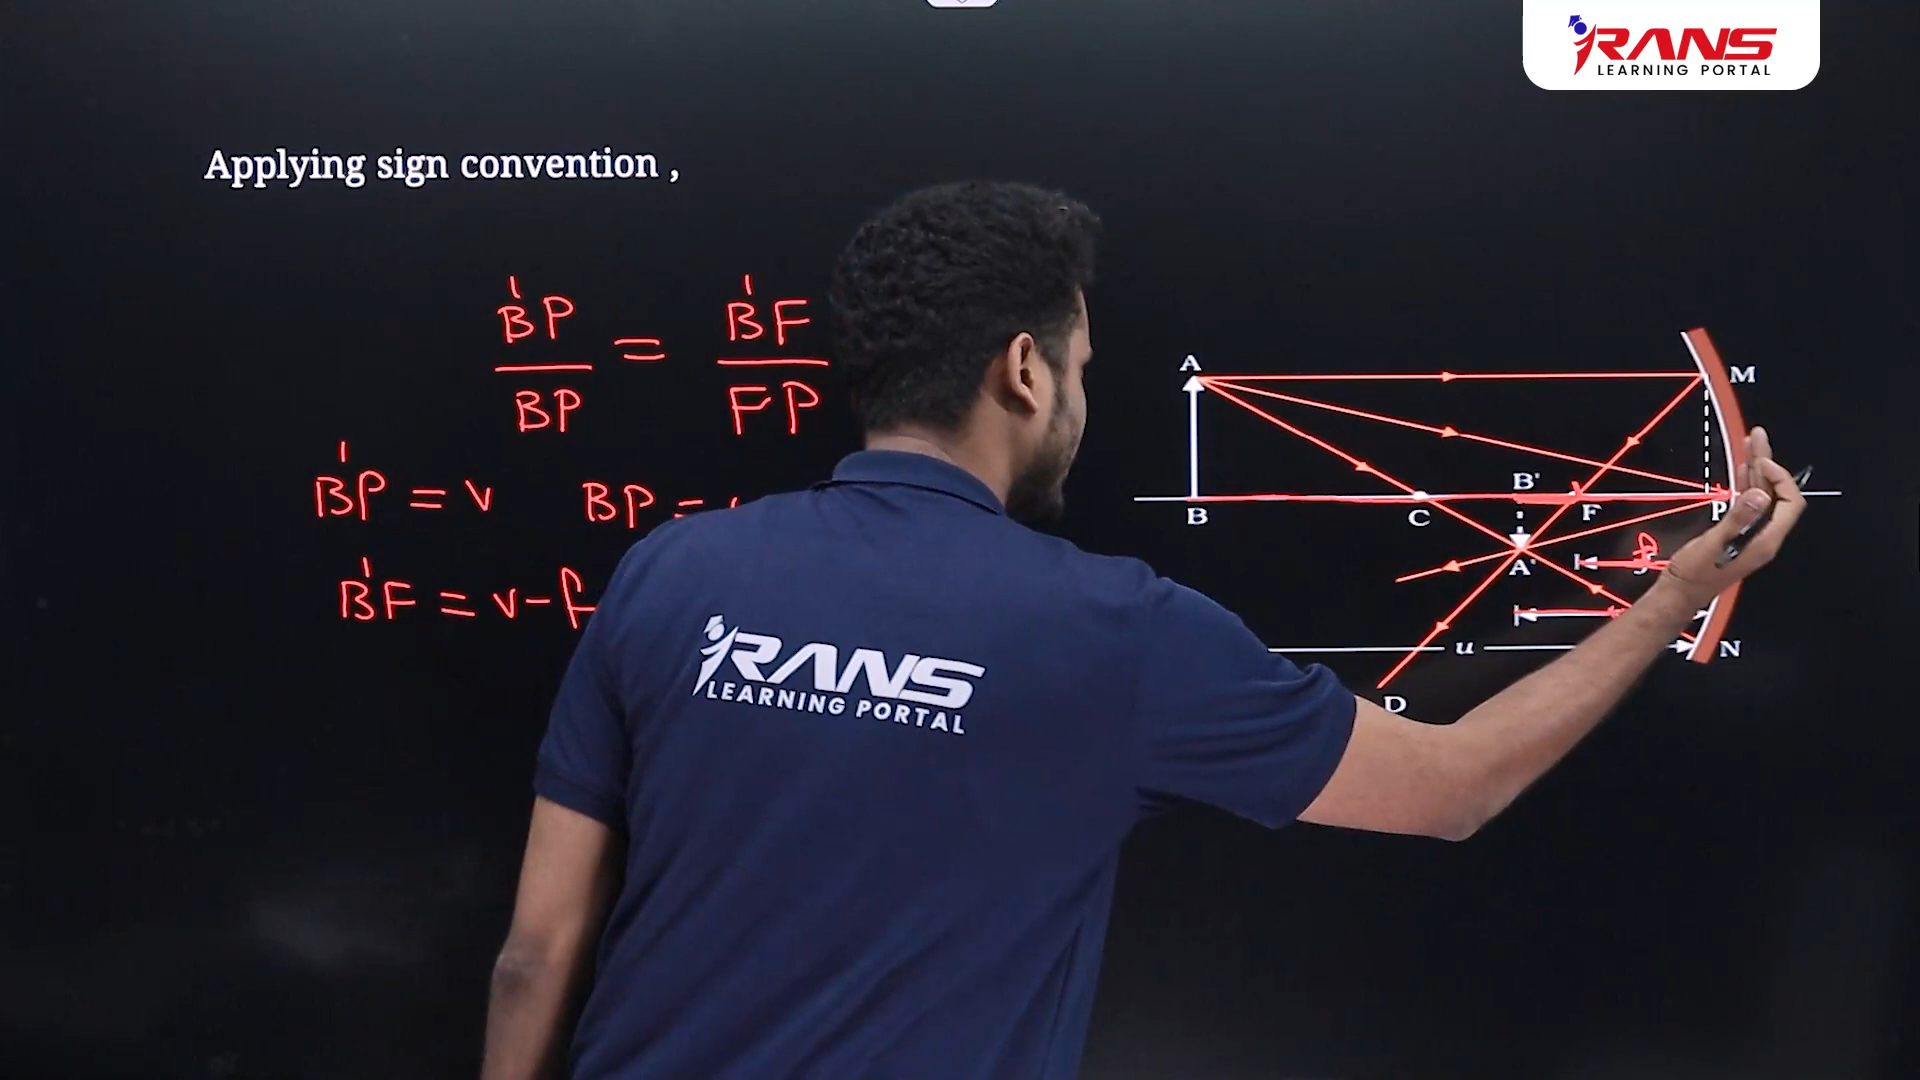 RANS
LEARNING PORTAL
Applying sign convention ,
B'P / BP = B'F / FP
B'P = v BP =
B'F = v - f
A
M
B'
B
C
F
P
A'
f
u
N
D
RANS
LEARNING PORTAL